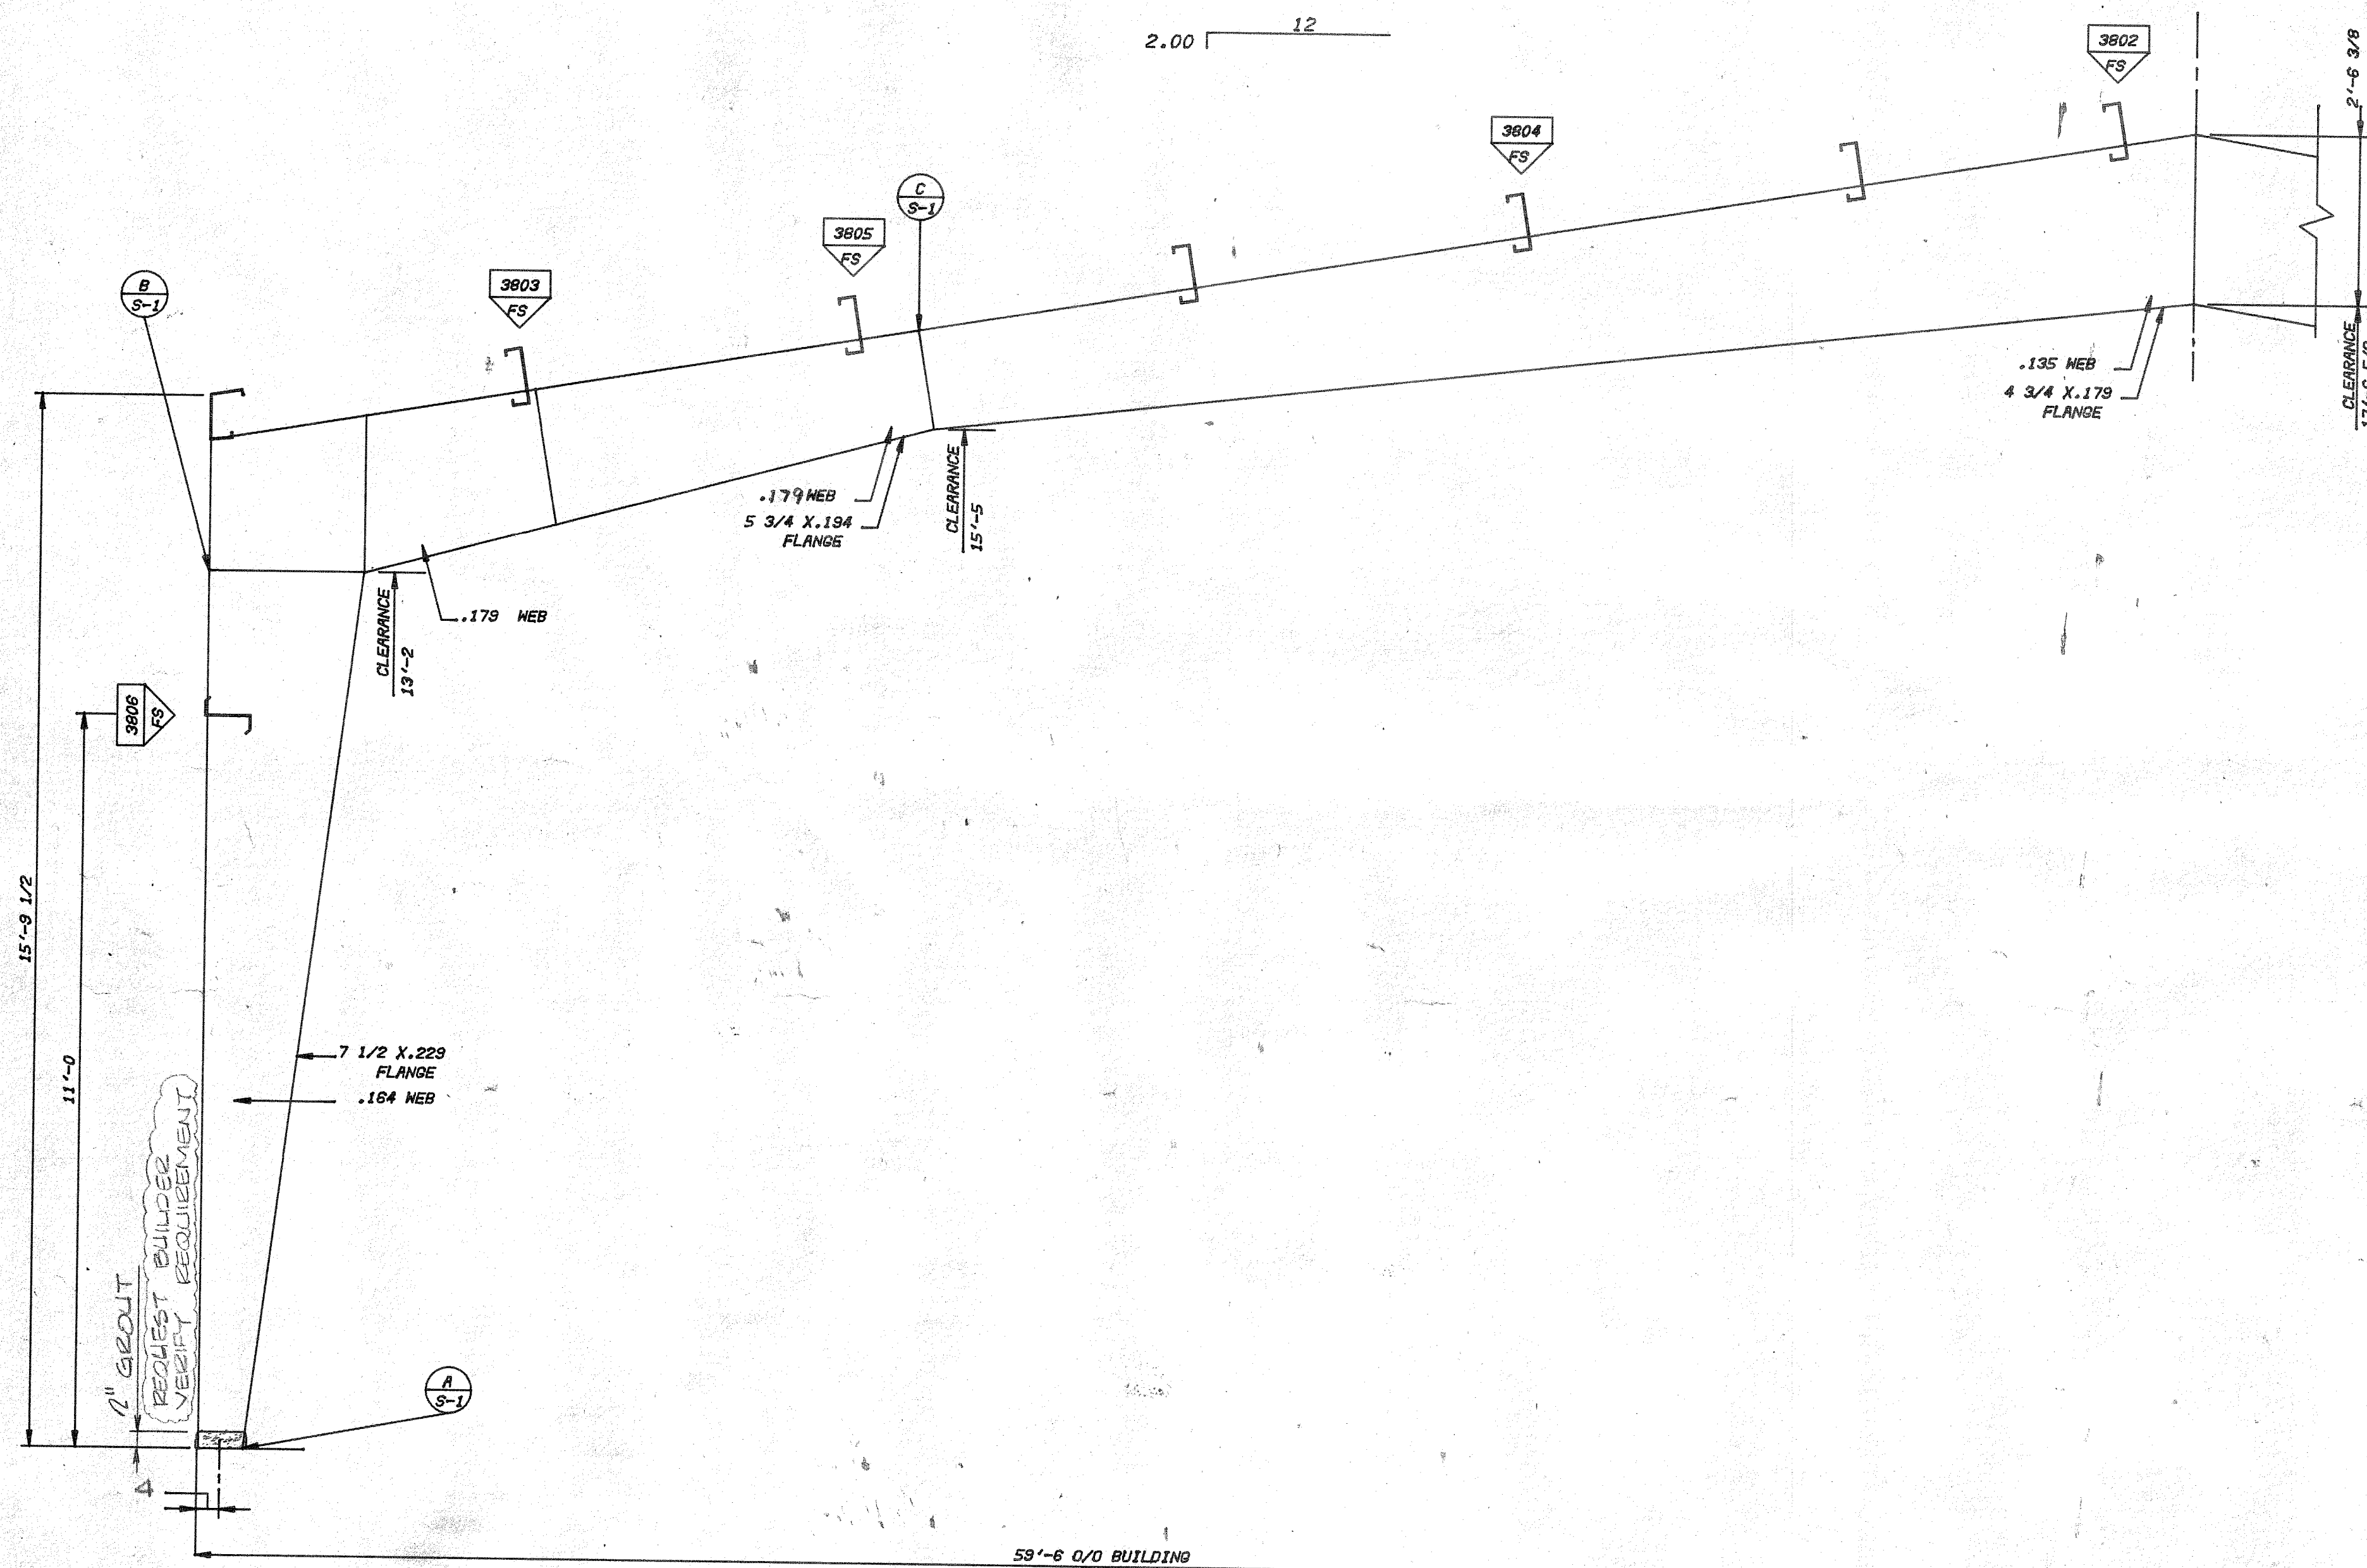 2.00
12
3802
FS
2'-6 3/8
3804
FS
C
S-1
3805
FS
B
S-1
3803
FS
.135 WEB
4 3/4 X.179
FLANGE
CLEARANCE
.179 WEB
5 3/4 X.194
FLANGE
CLEARANCE
15'-5
.179 WEB
CLEARANCE
13'-2
3806
FS
15'-9 1/2
11'-0
7 1/2 X.229
FLANGE
.164 WEB
2" GROUT
REQUEST BUILDER
VERIFY REQUIREMENT
A
S-1
4
59'-6 O/O BUILDING